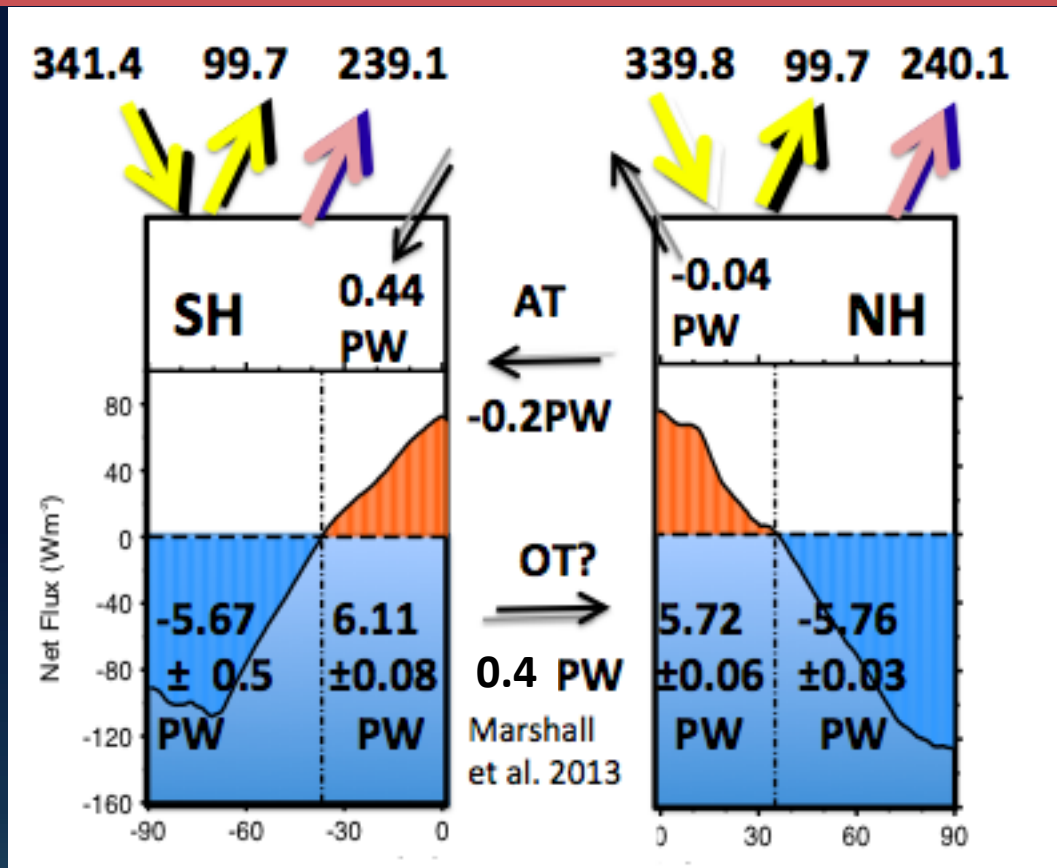 341.4 99.7 239.1
339.8 99.7 240.1
SH
0.44
PW
AT
-0.2PW
-0.04
PW
NH
Net Flux (Wm⁻²)
80
40
0
-40
-80
-120
-160
-5.67
± 0.5
PW
6.11
±0.08
PW
OT?
0.4 PW
Marshall
et al. 2013
5.72
±0.06
PW
-5.76
±0.03
PW
-90 -60 -30 0
0 30 60 90